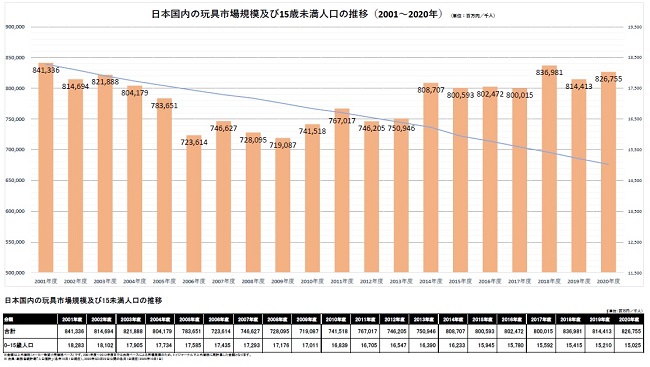 日本国内の玩具市場規模及び15歳未満人口の推移（2001～2020年）（単位：百万円／千人）
900,000 19,500
850,000 18,500
800,000 17,500
750,000 16,500
700,000 15,500
650,000 14,500
600,000 13,500
550,000 12,500
500,000 11,500
841,336 814,694 821,888 804,179 783,651 723,614 746,627 728,095 719,087 741,518 767,017 746,205 750,946 808,707 800,593 802,472 800,015 836,981 814,413 826,755
2001年度 2002年度 2003年度 2004年度 2005年度 2006年度 2007年度 2008年度 2009年度 2010年度 2011年度 2012年度 2013年度 2014年度 2015年度 2016年度 2017年度 2018年度 2019年度 2020年度
日本国内の玩具市場規模及び15未満人口の推移
（単位：百万円／千人）
金額 2001年度 2002年度 2003年度 2004年度 2005年度 2006年度 2007年度 2008年度 2009年度 2010年度 2011年度 2012年度 2013年度 2014年度 2015年度 2016年度 2017年度 2018年度 2019年度 2020年度
合計 841,336 814,694 821,888 804,179 783,651 723,614 746,627 728,095 719,087 741,518 767,017 746,205 750,946 808,707 800,593 802,472 800,015 836,981 814,413 826,755
0-15歳人口 18,283 18,102 17,905 17,734 17,585 17,435 17,293 17,176 17,011 16,839 16,705 16,547 16,390 16,233 15,945 15,780 15,592 15,415 15,210 15,025